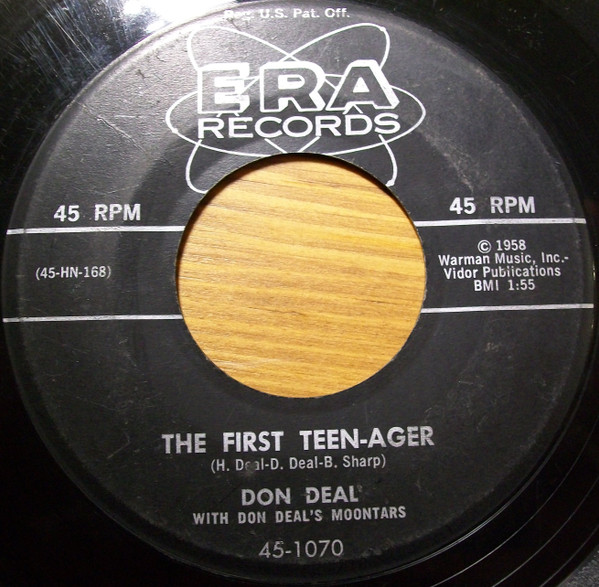 Reg. U.S. Pat. Off.
ERA
RECORDS
45 RPM
45 RPM
(45-HN-168)
© 1958
Warman Music, Inc.-
Vidor Publications
BMI 1:55
THE FIRST TEEN-AGER
(H. Deal-D. Deal-B. Sharp)
DON DEAL
WITH DON DEAL'S MOONTARS
45-1070